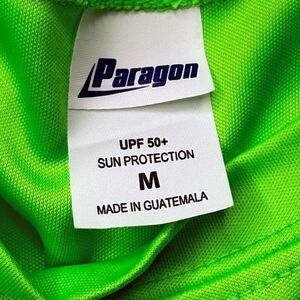 Paragon
UPF 50+
SUN PROTECTION
M
MADE IN GUATEMALA